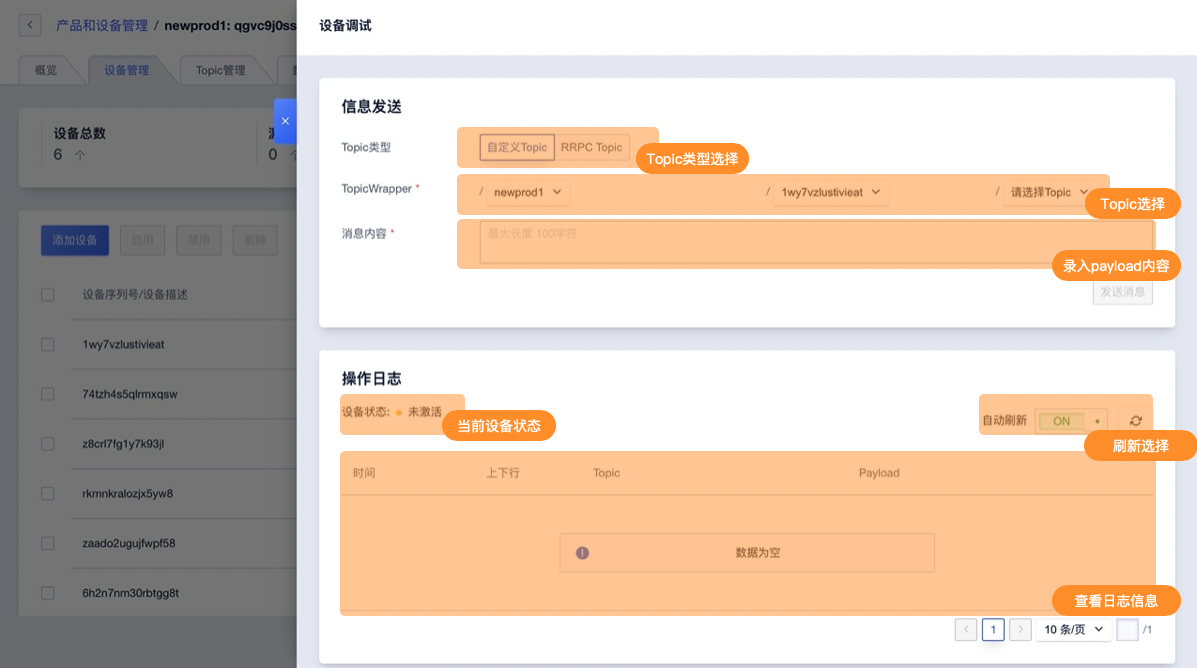 产品和设备管理 / newprod1: qgvc9j0ss
概览
设备管理
Topic管理
设备总数
6
0
添加设备
启用
禁用
删除
设备序列号/设备描述
1wy7vzlustivieat
74tzh4s5qlrmxqsw
z8crl7fg1y7k93jl
rkmnkralozjx5yw8
zaado2ugujfwpf58
6h2n7nm30rbtgg8t
×
设备调试
信息发送
Topic类型
自定义Topic
RRPC Topic
Topic类型选择
TopicWrapper *
/ newprod1
/ 1wy7vzlustivieat
/ 请选择Topic
Topic选择
消息内容 *
最大长度 100字符
录入payload内容
发送消息
操作日志
设备状态: 未激活
当前设备状态
自动刷新 ON
刷新选择
时间 上下行 Topic Payload
数据为空
查看日志信息
1 10 条/页 /1